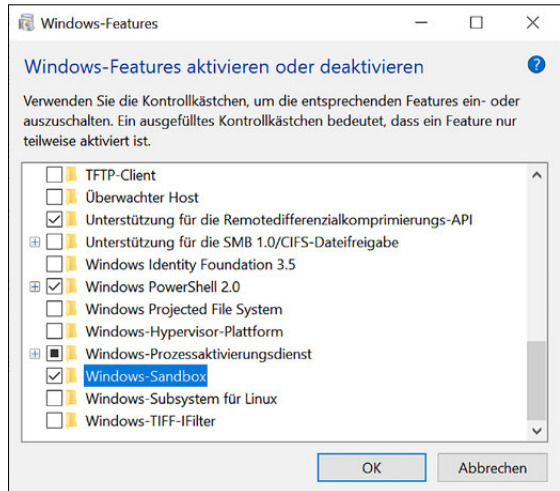 Windows-Features
Windows-Features aktivieren oder deaktivieren
Verwenden Sie die Kontrollkästchen, um die entsprechenden Features ein- oder
auszuschalten. Ein ausgefülltes Kontrollkästchen bedeutet, dass ein Feature nur
teilweise aktiviert ist.
TFTP-Client
Überwachter Host
Unterstützung für die Remotedifferenzialkomprimierungs-API
Unterstützung für die SMB 1.0/CIFS-Dateifreigabe
Windows Identity Foundation 3.5
Windows PowerShell 2.0
Windows Projected File System
Windows-Hypervisor-Plattform
Windows-Prozessaktivierungsdienst
Windows-Sandbox
Windows-Subsystem für Linux
Windows-TIFF-IFilter
OK Abbrechen